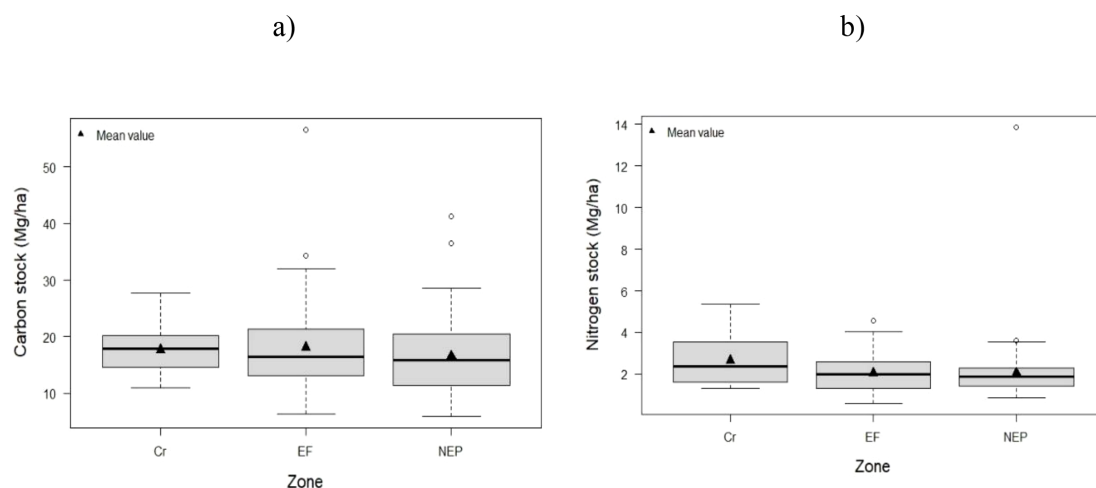 a)
b)
▲ Mean value
50
40
30
20
10
Carbon stock (Mg/ha)
Cr EF NEP
Zone
▲ Mean value
14
12
10
8
6
4
2
Nitrogen stock (Mg/ha)
Cr EF NEP
Zone